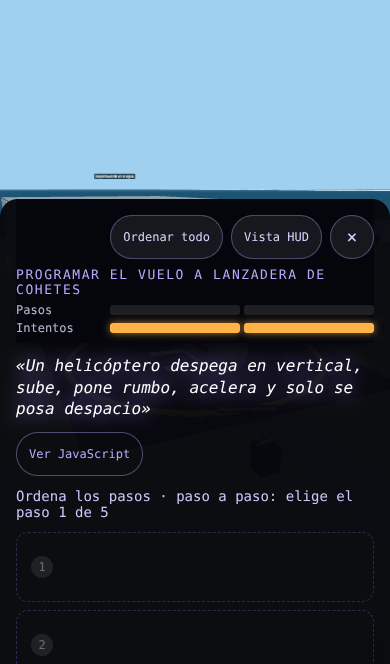 Ordenar todo
Vista HUD
×
PROGRAMAR EL VUELO A LANZADERA DE
COHETES
Pasos
Intentos
«Un helicóptero despega en vertical,
sube, pone rumbo, acelera y solo se
posa despacio»
Ver JavaScript
Ordena los pasos · paso a paso: elige el
paso 1 de 5
1
2